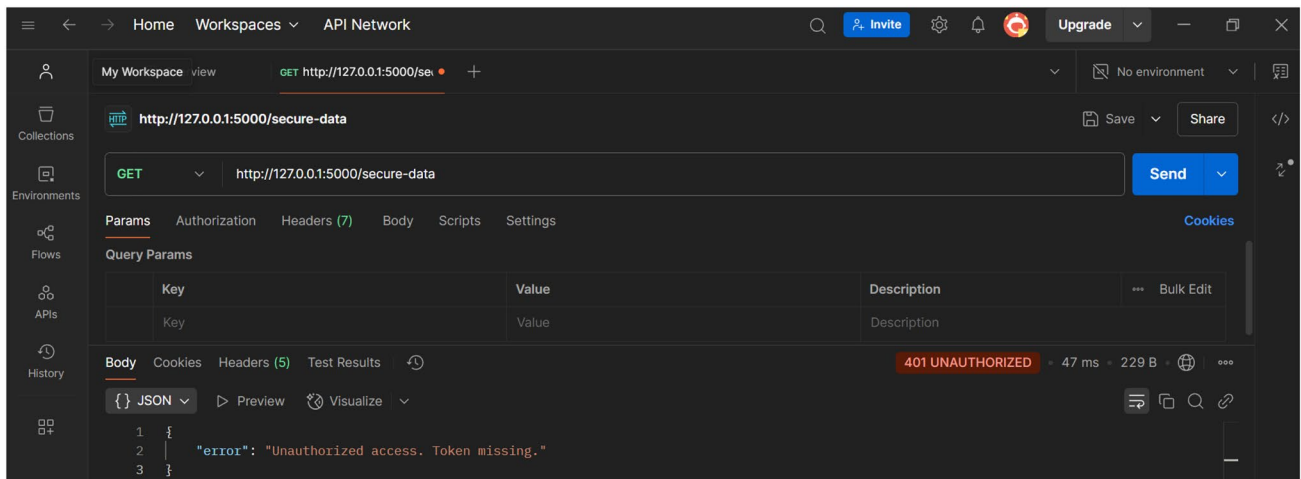 Home Workspaces API Network Invite Upgrade
My Workspace view GET http://127.0.0.1:5000/se No environment
HTTP http://127.0.0.1:5000/secure-data Save Share
Collections
GET http://127.0.0.1:5000/secure-data Send
Environments
Params Authorization Headers (7) Body Scripts Settings Cookies
Flows
Query Params
Key Value Description Bulk Edit
APIs
Key Value Description
Body Cookies Headers (5) Test Results 401 UNAUTHORIZED 47 ms 229 B
History
{} JSON Preview Visualize
1 {
2 "error": "Unauthorized access. Token missing."
3 }